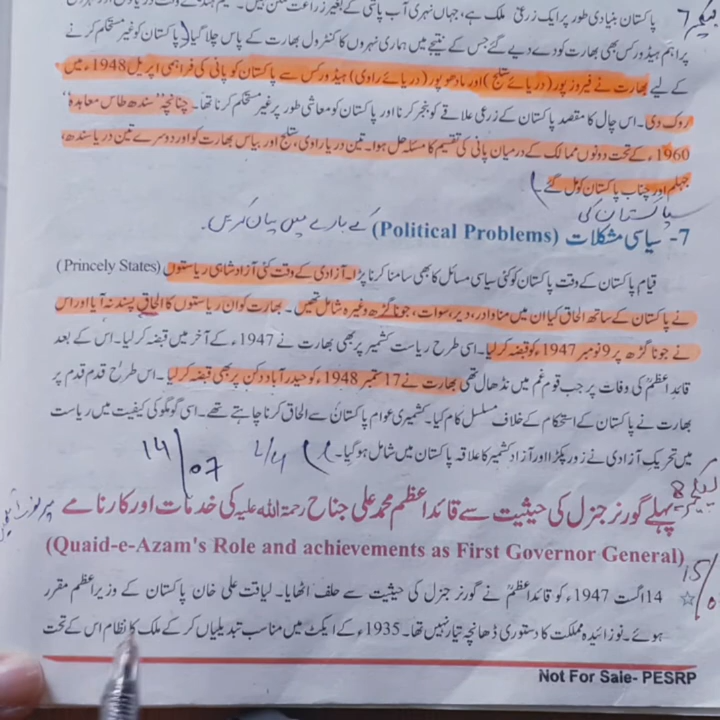 پاکستان بنیادی طور پر ایک زرعی ملک ہے، جہاں نہری آب پاشی کے بغیر زراعت ممکن نہیں۔
لیکچر 7
پر اہم ہیڈورکس بھی بھارت کو دے دیے گئے جس کے نتیجے میں ہماری نہروں کا کنٹرول بھارت کے پاس چلا گیا (پاکستان کو غیر مستحکم کرنے
کے لیے بھارت نے فیروز پور (دریائے ستلج) اور مادھو پور (دریائے راوی) ہیڈورکس سے پاکستان کو پانی کی فراہمی اپریل 1948ء میں
روک دی۔ اس چال کا مقصد پاکستان کے زرعی علاقے کو بنجر کرنا اور پاکستان کو معاشی طور پر غیر مستحکم کرنا تھا۔ چنانچہ "سندھ طاس معاہدہ"
1960ء کے تحت دونوں ممالک کے درمیان پانی کی تقسیم کا مسئلہ حل ہوا۔ تین دریا راوی، ستلج اور بیاس بھارت کو اور دوسرے تین دریا سندھ،
جہلم اور چناب پاکستان کو مل گئے۔)
پاکستان کی
7- سیاسی مشکلات (Political Problems) کے بارے میں بیان کریں۔
قیام پاکستان کے وقت پاکستان کو کئی سیاسی مسائل کا بھی سامنا کرنا پڑا۔ آزادی کے وقت کئی آزاد شاہی ریاستوں (Princely States)
نے پاکستان کے ساتھ الحاق کیا ان میں مناوادر، دیر، سوات، جوناگڑھ وغیرہ شامل تھیں۔ بھارت کو ان ریاستوں کا الحاق پسند نہ آیا اور اس
نے جوناگڑھ پر 9 نومبر 1947ء کو قبضہ کر لیا۔ اسی طرح ریاست کشمیر پر بھی بھارت نے 1947ء کے آخر میں قبضہ کر لیا۔ اس کے بعد
قائداعظمؒ کی وفات پر جب قوم غم میں نڈھال تھی بھارت نے 17 ستمبر 1948ء کو حیدرآباد دکن پر بھی قبضہ کر لیا۔ اس طرح قدم قدم پر
بھارت نے پاکستان کے استحکام کے خلاف مسلسل کام کیا۔ کشمیری عوام پاکستان سے الحاق کرنا چاہتے تھے۔ اسی گومگو کی کیفیت میں ریاست
میں تحریک آزادی نے زور پکڑا اور آزاد کشمیر کا علاقہ پاکستان میں شامل ہو گیا۔
14/07
لیکچر 8
پہلے گورنر جنرل کی حیثیت سے قائداعظم محمد علی جناح رحمۃ اللہ علیہ کی خدمات اور کارنامے
(Quaid-e-Azam's Role and achievements as First Governor General)
15/0
☆ 14 اگست 1947ء کو قائداعظمؒ نے گورنر جنرل کی حیثیت سے حلف اٹھایا۔ لیاقت علی خان پاکستان کے وزیراعظم مقرر
ہوئے۔ نوزائیدہ مملکت کا دستوری ڈھانچہ تیار نہیں تھا۔ 1935ء کے ایکٹ میں مناسب تبدیلیاں کر کے ملک کا نظام اس کے تحت
Not For Sale- PESRP